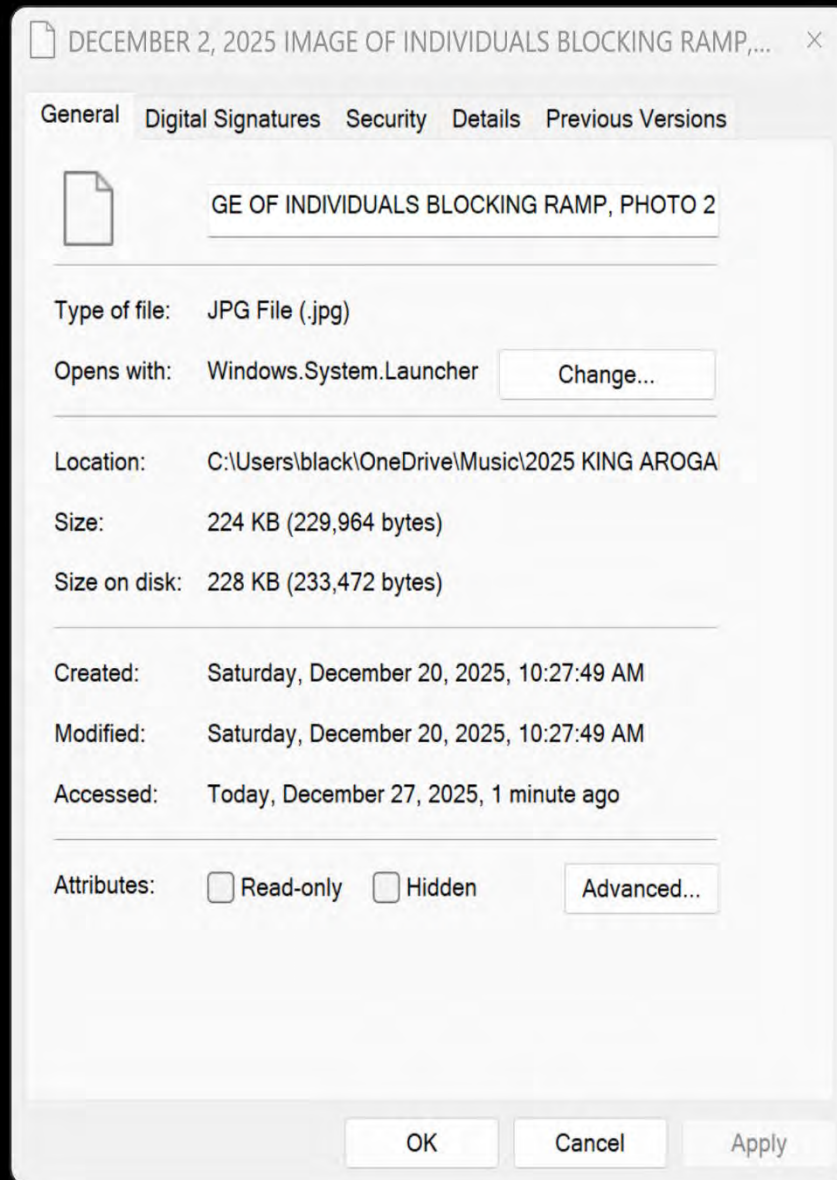 DECEMBER 2, 2025 IMAGE OF INDIVIDUALS BLOCKING RAMP,...
General Digital Signatures Security Details Previous Versions
GE OF INDIVIDUALS BLOCKING RAMP, PHOTO 2
Type of file: JPG File (.jpg)
Opens with: Windows.System.Launcher Change...
Location: C:\Users\black\OneDrive\Music\2025 KING AROGA
Size: 224 KB (229,964 bytes)
Size on disk: 228 KB (233,472 bytes)
Created: Saturday, December 20, 2025, 10:27:49 AM
Modified: Saturday, December 20, 2025, 10:27:49 AM
Accessed: Today, December 27, 2025, 1 minute ago
Attributes: Read-only Hidden Advanced...
OK Cancel Apply